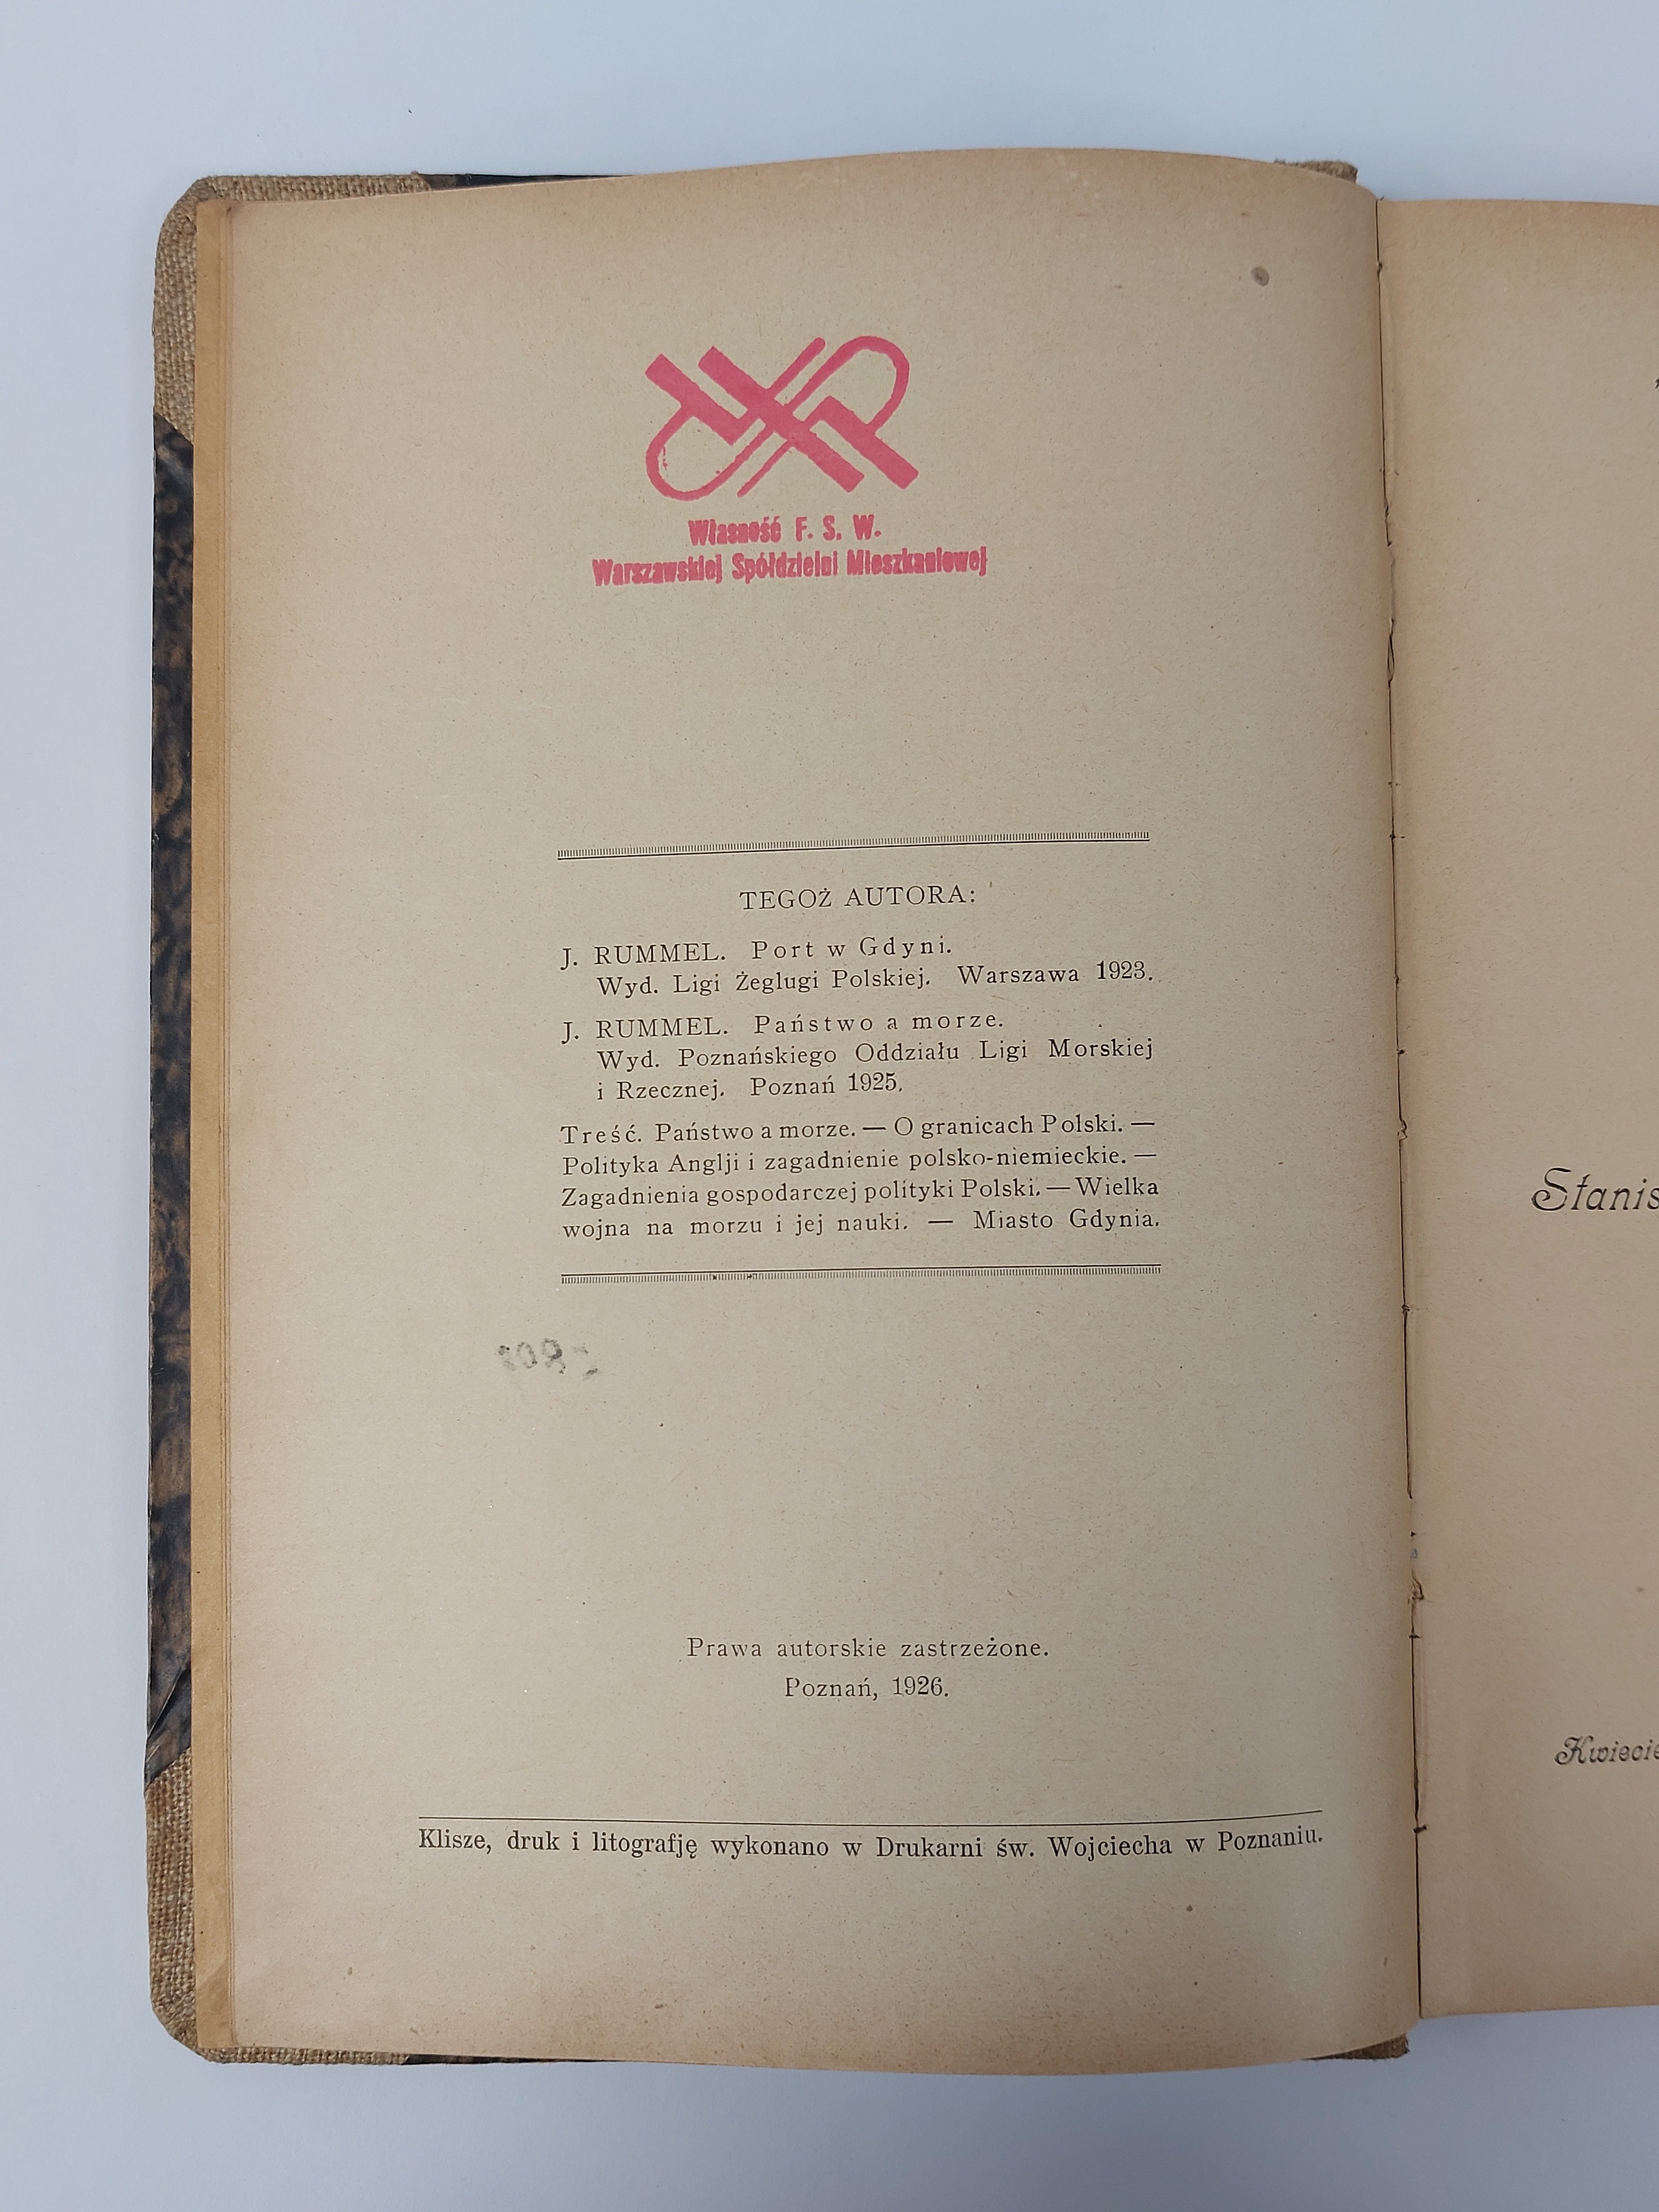 Własność F. S. W.
Warszawskiej Spółdzielni Mieszkaniowej
TEGOŻ AUTORA:
J. RUMMEL. Port w Gdyni.
Wyd. Ligi Żeglugi Polskiej. Warszawa 1923.
J. RUMMEL. Państwo a morze.
Wyd. Poznańskiego Oddziału Ligi Morskiej
i Rzecznej. Poznań 1925.
Treść. Państwo a morze. — O granicach Polski. —
Polityka Anglji i zagadnienie polsko-niemieckie. —
Zagadnienia gospodarczej polityki Polski. — Wielka
wojna na morzu i jej nauki. — Miasto Gdynia.
Prawa autorskie zastrzeżone.
Poznań, 1926.
Klisze, druk i litografję wykonano w Drukarni św. Wojciecha w Poznaniu.
Stanis
Kwiecie